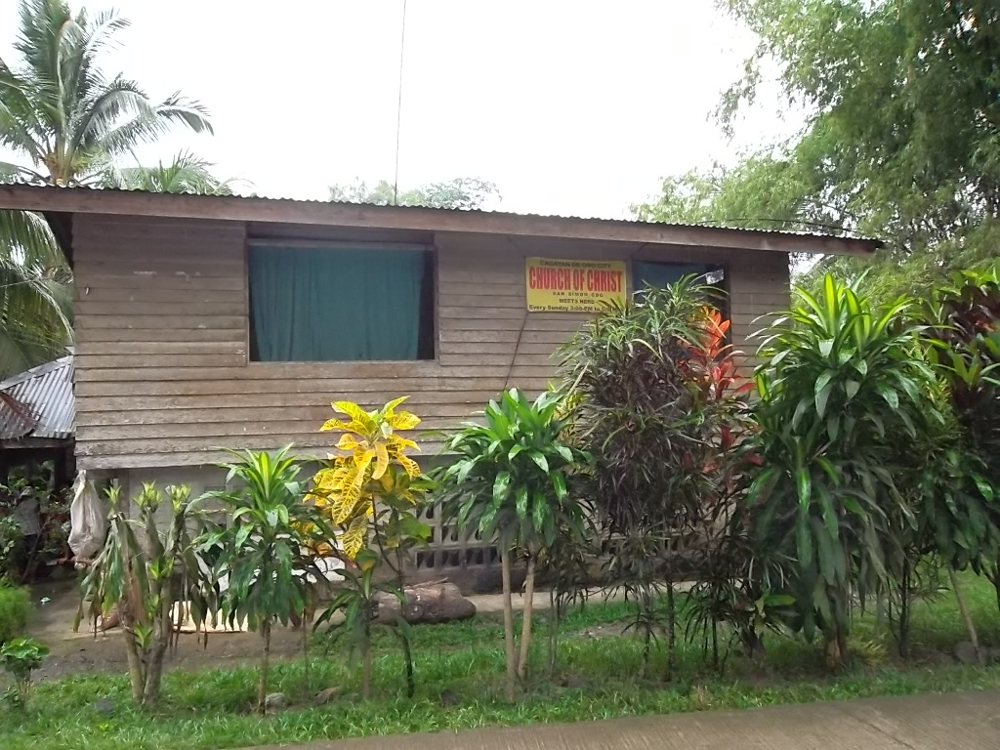 CAGAYAN DE ORO CITY
CHURCH OF CHRIST
SAN SIMON CDO
MEETS HERE
Every Sunday